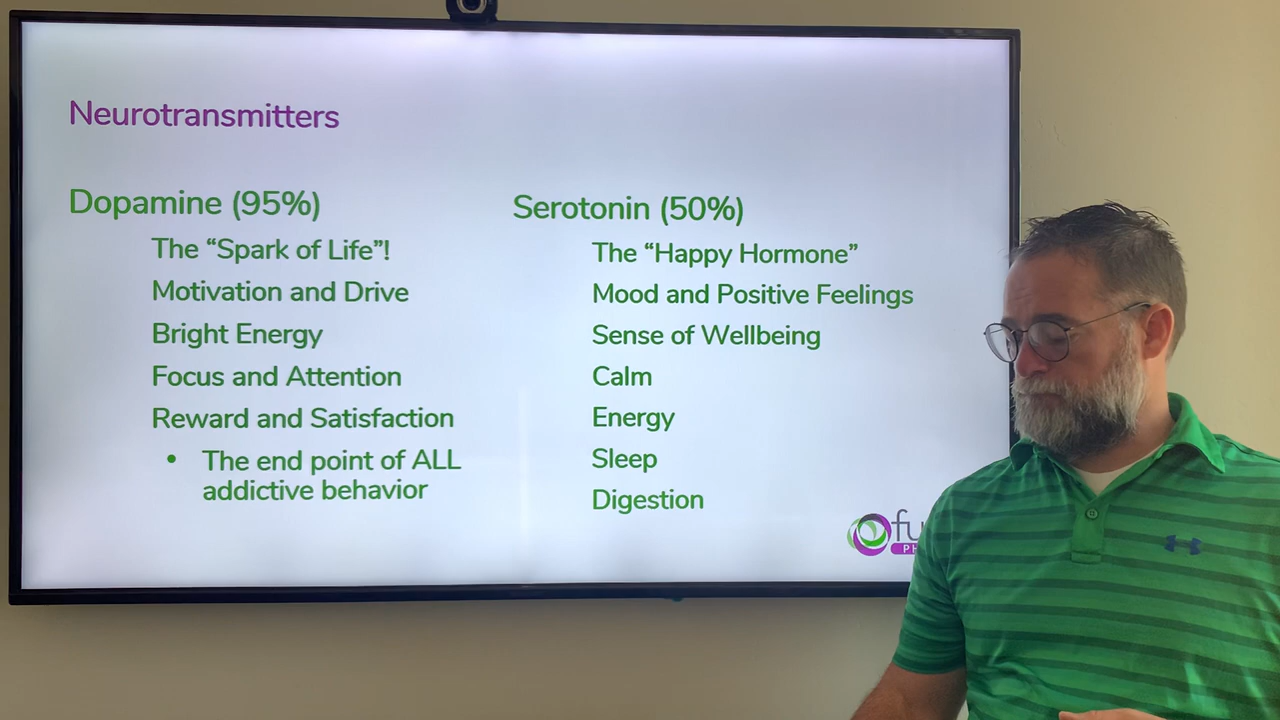 Neurotransmitters
Dopamine (95%)
The “Spark of Life”!
Motivation and Drive
Bright Energy
Focus and Attention
Reward and Satisfaction
• The end point of ALL
addictive behavior
Serotonin (50%)
The “Happy Hormone”
Mood and Positive Feelings
Sense of Wellbeing
Calm
Energy
Sleep
Digestion